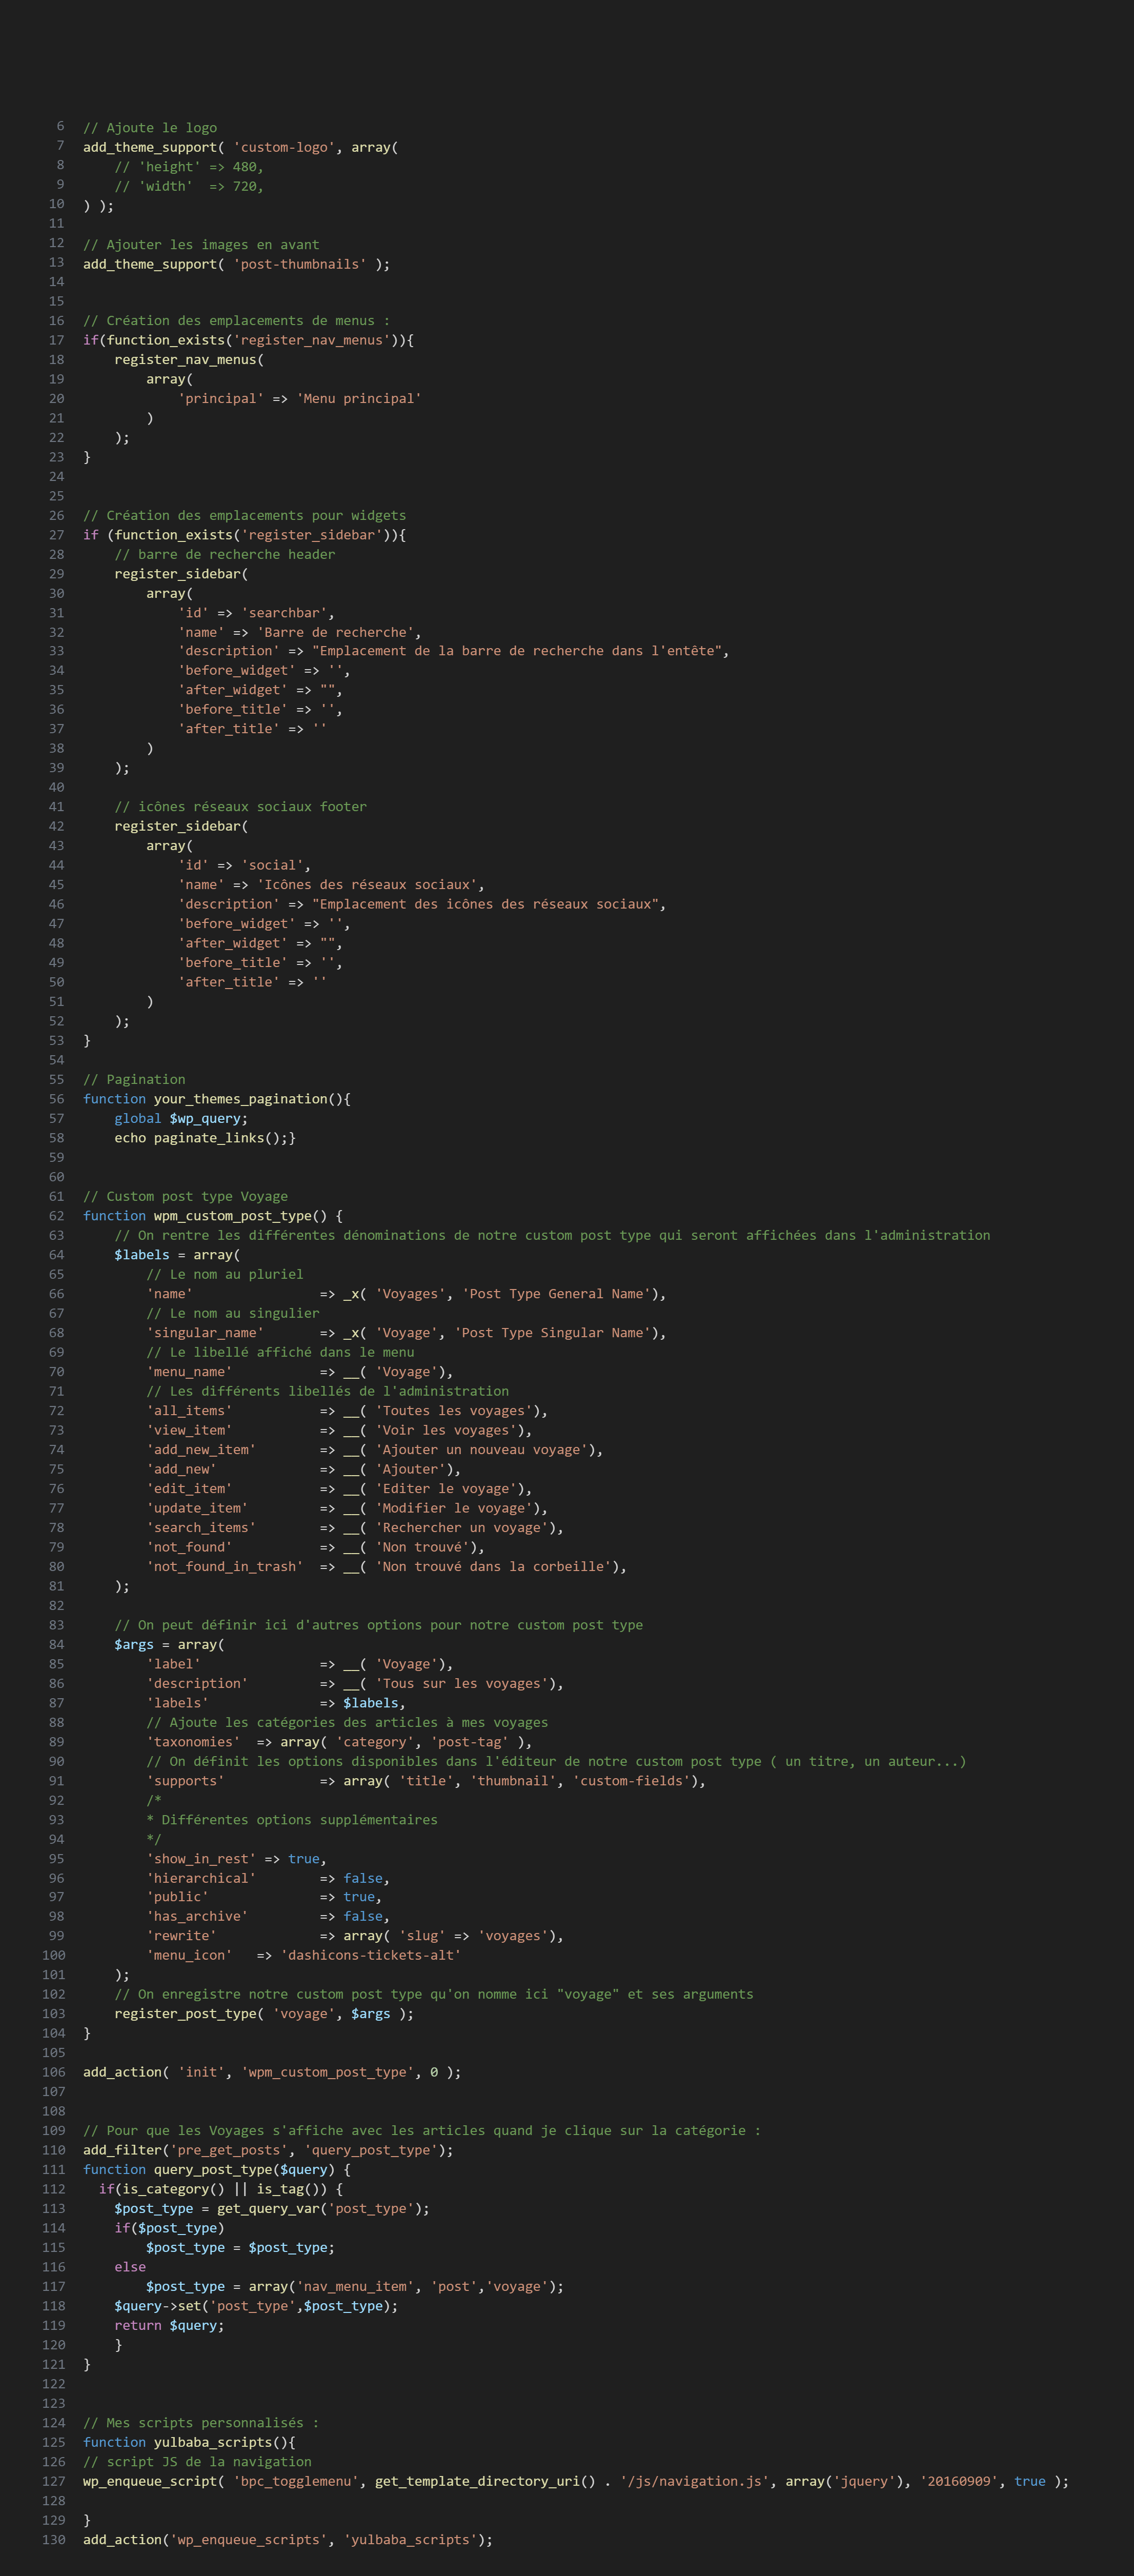 6 // Ajoute le logo
7 add_theme_support( 'custom-logo', array(
8     // 'height' => 480,
9     // 'width'  => 720,
10 ) );
11
12 // Ajouter les images en avant
13 add_theme_support( 'post-thumbnails' );
14
15
16 // Création des emplacements de menus :
17 if(function_exists('register_nav_menus')){
18     register_nav_menus(
19         array(
20             'principal' => 'Menu principal'
21         )
22     );
23 }
24
25
26 // Création des emplacements pour widgets
27 if (function_exists('register_sidebar')){
28     // barre de recherche header
29     register_sidebar(
30         array(
31             'id' => 'searchbar',
32             'name' => 'Barre de recherche',
33             'description' => "Emplacement de la barre de recherche dans l'entête",
34             'before_widget' => '',
35             'after_widget' => "",
36             'before_title' => '',
37             'after_title' => ''
38         )
39     );
40
41     // icônes réseaux sociaux footer
42     register_sidebar(
43         array(
44             'id' => 'social',
45             'name' => 'Icônes des réseaux sociaux',
46             'description' => "Emplacement des icônes des réseaux sociaux",
47             'before_widget' => '',
48             'after_widget' => "",
49             'before_title' => '',
50             'after_title' => ''
51         )
52     );
53 }
54
55 // Pagination
56 function your_themes_pagination(){
57     global $wp_query;
58     echo paginate_links();}
59
60
61 // Custom post type Voyage
62 function wpm_custom_post_type() {
63     // On rentre les différentes dénominations de notre custom post type qui seront affichées dans l'administration
64     $labels = array(
65         // Le nom au pluriel
66         'name'                => _x( 'Voyages', 'Post Type General Name'),
67         // Le nom au singulier
68         'singular_name'       => _x( 'Voyage', 'Post Type Singular Name'),
69         // Le libellé affiché dans le menu
70         'menu_name'           => __( 'Voyage'),
71         // Les différents libellés de l'administration
72         'all_items'           => __( 'Toutes les voyages'),
73         'view_item'           => __( 'Voir les voyages'),
74         'add_new_item'        => __( 'Ajouter un nouveau voyage'),
75         'add_new'             => __( 'Ajouter'),
76         'edit_item'           => __( 'Editer le voyage'),
77         'update_item'         => __( 'Modifier le voyage'),
78         'search_items'        => __( 'Rechercher un voyage'),
79         'not_found'           => __( 'Non trouvé'),
80         'not_found_in_trash'  => __( 'Non trouvé dans la corbeille'),
81     );
82
83     // On peut définir ici d'autres options pour notre custom post type
84     $args = array(
85         'label'               => __( 'Voyage'),
86         'description'         => __( 'Tous sur les voyages'),
87         'labels'              => $labels,
88         // Ajoute les catégories des articles à mes voyages
89         'taxonomies'  => array( 'category', 'post-tag' ),
90         // On définit les options disponibles dans l'éditeur de notre custom post type ( un titre, un auteur...)
91         'supports'            => array( 'title', 'thumbnail', 'custom-fields'),
92         /*
93         * Différentes options supplémentaires
94         */
95         'show_in_rest' => true,
96         'hierarchical'        => false,
97         'public'              => true,
98         'has_archive'         => false,
99         'rewrite'             => array( 'slug' => 'voyages'),
100         'menu_icon'   => 'dashicons-tickets-alt'
101     );
102     // On enregistre notre custom post type qu'on nomme ici "voyage" et ses arguments
103     register_post_type( 'voyage', $args );
104 }
105
106 add_action( 'init', 'wpm_custom_post_type', 0 );
107
108
109 // Pour que les Voyages s'affiche avec les articles quand je clique sur la catégorie :
110 add_filter('pre_get_posts', 'query_post_type');
111 function query_post_type($query) {
112   if(is_category() || is_tag()) {
113     $post_type = get_query_var('post_type');
114     if($post_type)
115         $post_type = $post_type;
116     else
117         $post_type = array('nav_menu_item', 'post','voyage');
118     $query->set('post_type',$post_type);
119     return $query;
120     }
121 }
122
123
124 // Mes scripts personnalisés :
125 function yulbaba_scripts(){
126 // script JS de la navigation
127 wp_enqueue_script( 'bpc_togglemenu', get_template_directory_uri() . '/js/navigation.js', array('jquery'), '20160909', true );
128
129 }
130 add_action('wp_enqueue_scripts', 'yulbaba_scripts');